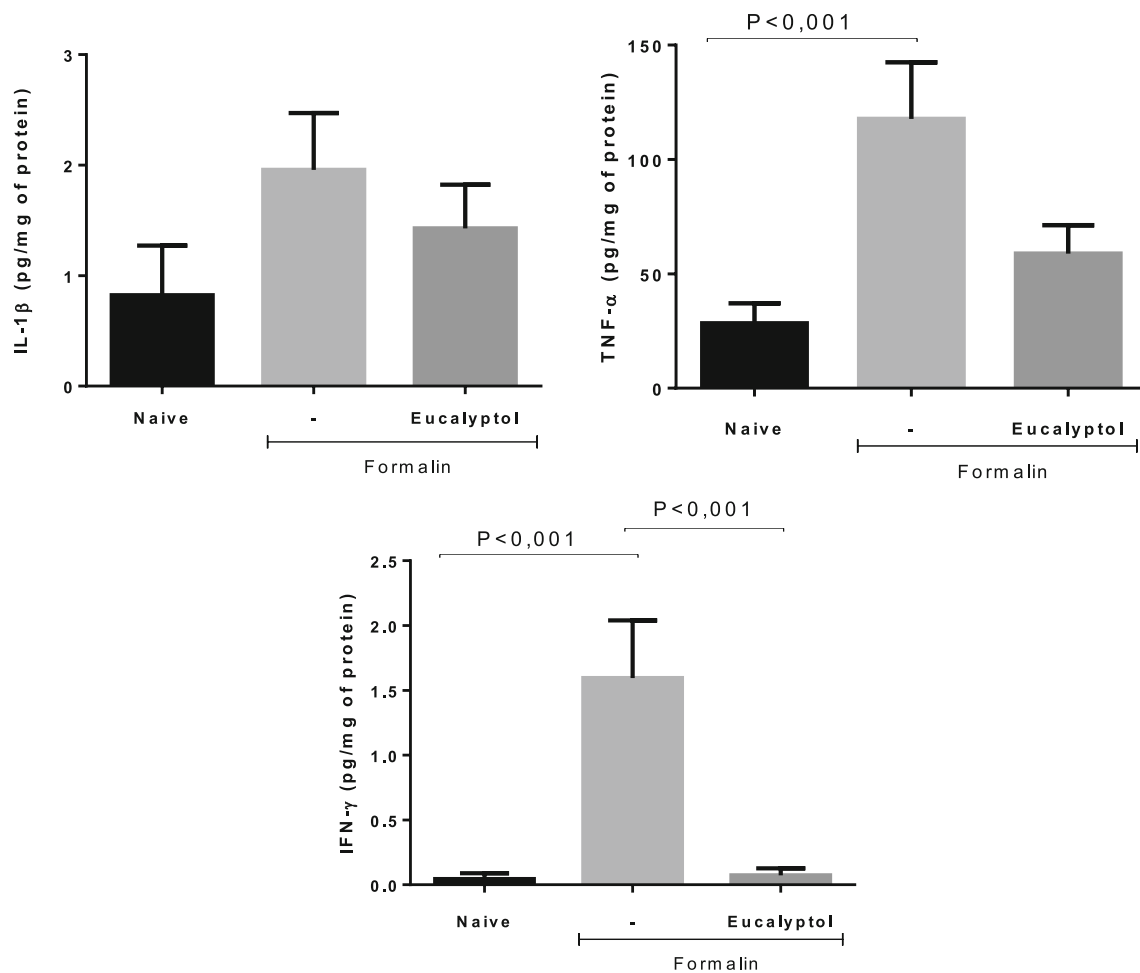 IL-1β (pg/mg of protein)
3
2
1
0
Naive
-
Eucalyptol
Formalin
P<0,001
TNF-α (pg/mg of protein)
150
100
50
0
Naive
-
Eucalyptol
Formalin
P<0,001
P<0,001
IFN-γ (pg/mg of protein)
2.5
2.0
1.5
1.0
0.5
0.0
Naive
-
Eucalyptol
Formalin